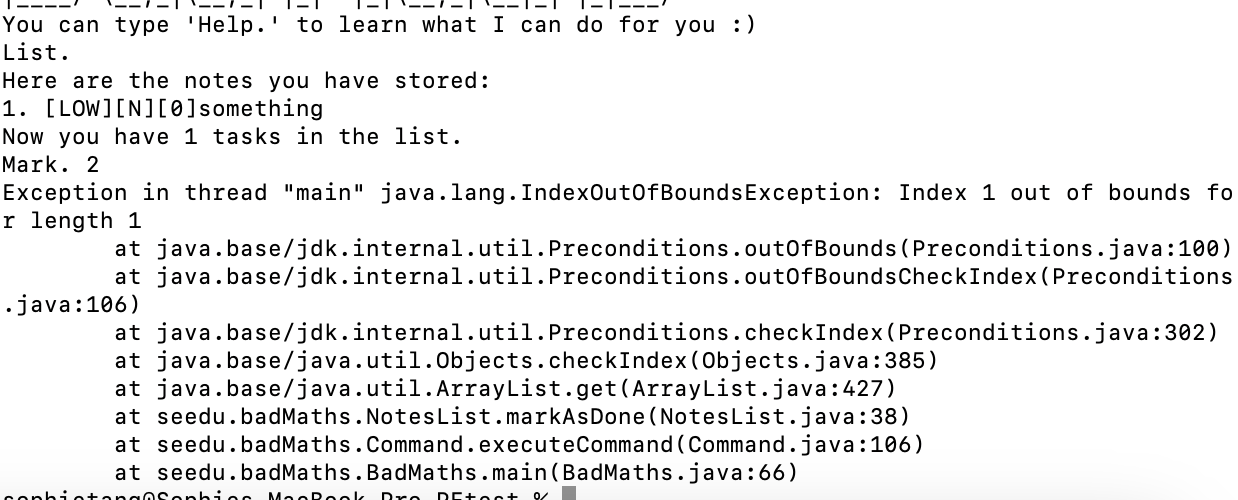 You can type 'Help.' to learn what I can do for you :)
List.
Here are the notes you have stored:
1. [LOW][N][0]something
Now you have 1 tasks in the list.
Mark. 2
Exception in thread "main" java.lang.IndexOutOfBoundsException: Index 1 out of bounds fo
r length 1
        at java.base/jdk.internal.util.Preconditions.outOfBounds(Preconditions.java:100)
        at java.base/jdk.internal.util.Preconditions.outOfBoundsCheckIndex(Preconditions
.java:106)
        at java.base/jdk.internal.util.Preconditions.checkIndex(Preconditions.java:302)
        at java.base/java.util.Objects.checkIndex(Objects.java:385)
        at java.base/java.util.ArrayList.get(ArrayList.java:427)
        at seedu.badMaths.NotesList.markAsDone(NotesList.java:38)
        at seedu.badMaths.Command.executeCommand(Command.java:106)
        at seedu.badMaths.BadMaths.main(BadMaths.java:66)
sophietang@Sophies-MacBook-Pro PEtest %